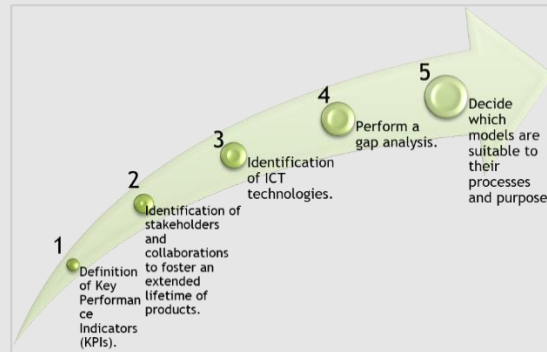 1
Definition
of Key
Performan
ce
Indicators
(KPIs).
2
Identification of
stakeholders
and
collaborations
to foster an
extended
lifetime of
products.
3
Identification
of ICT
technologies.
4
Perform a
gap analysis.
5
Decide
which
models are
suitable to
their
processes
and purpose